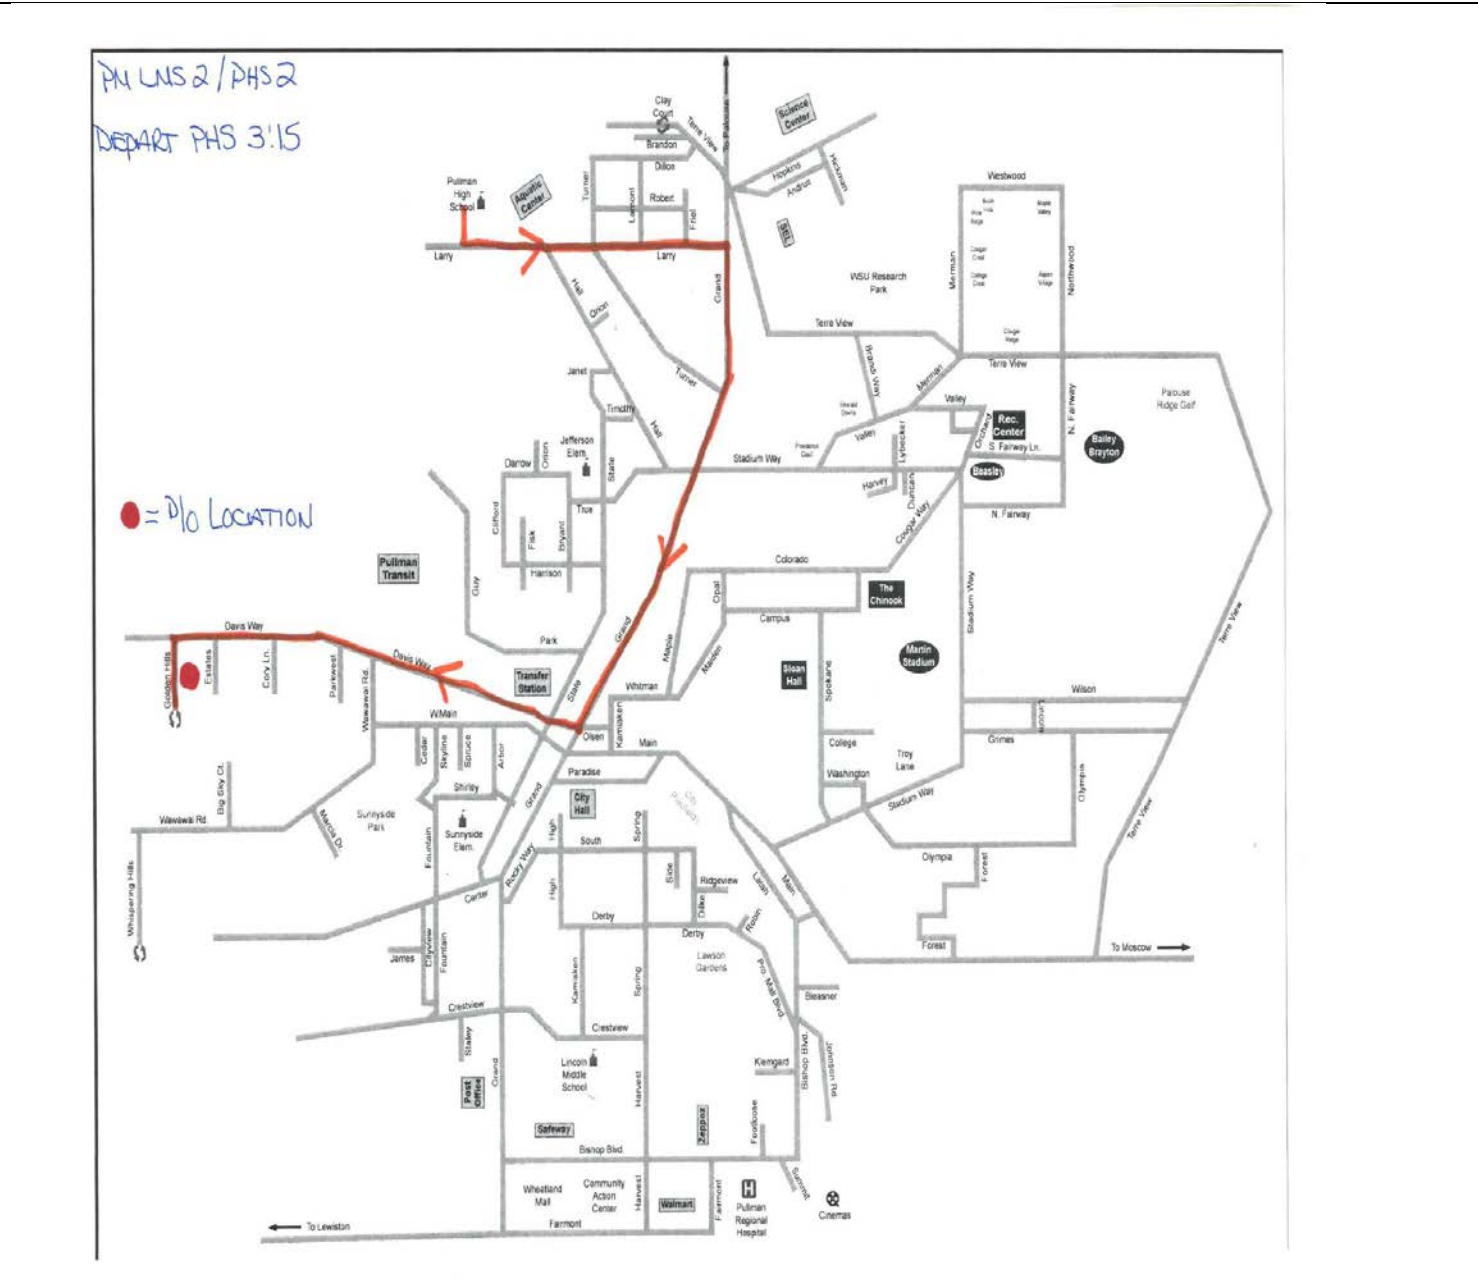 PM LMS 2 / PHS 2
DEPART PHS 3:15
Clay
Court
Terre View
To Palouse
Science
Center
Brandon
Dillon
Hopkins
Andrus
Hickman
Pullman
High
School
Aquatic
Center
Turner
Lamont
Robert
Friel
Westwood
Maple
Valley
SEL
Larry
Larry
Hall
Orion
Grand
WSU Research
Park
Merman
Northwood
Terre View
Terre View
Brandi Way
Merman
Janet
Turner
Timothy
Hall
Valley
Valley
Orchard
Rec.
Center
N. Fairway
Palouse
Ridge Golf
Bailey
Brayton
Jefferson
Elem.
State
Darrow
Orion
Stadium Way
Lybecker
S. Fairway Ln.
Beasley
Harvey
Duncan
N. Fairway
= D/O LOCATION
Clifford
Fisk
Bryant
True
Harrison
Cougar Way
Pullman
Transit
Guy
Colorado
Opal
The
Chinook
Campus
Stadium Way
Terre View
Davis Way
Davis Way
Park
Grand
Maple
Maiden
Martin
Stadium
Golden Hills
Estates
Cory Ln.
Parkwest
Wawawai Rd.
Transfer
Station
State
Whitman
Sloan
Hall
Spokane
Wilson
Lincoln
Grimes
W.Main
Olsen
Kamiaken
Main
College
Troy
Lane
Cedar
Skyline
Spruce
Arbor
Paradise
Washington
Olympia
Big Sky Ct.
Shirley
Grand
City
Hall
City
Playfields
Stadium Way
Terre View
Wawawai Rd.
Marcia Dr.
Sunnyside
Park
Sunnyside
Elem.
Fountain
High
South
Spring
Rocky Way
Side
Ridgeview
Latah
Main
Olympia
Forest
Whispering Hills
Center
High
Derby
Dilke
Derby
Robin
Forest
To Moscow
James
Cityview
Fountain
Lawson
Gardens
Kamiaken
Spring
Pro. Mall Blvd.
Bleasner
Crestview
Crestview
Staley
Grand
Lincoln
Middle
School
Harvest
Kerngard
Bishop Blvd.
Johnson Rd
Post
Office
Safeway
Zeppoz
Bishop Blvd.
Summit
Wheatland
Mall
Community
Action
Center
Harvest
Walmart
Fairmont
H
Pullman
Regional
Hospital
Cinemas
To Lewiston
Fairmont